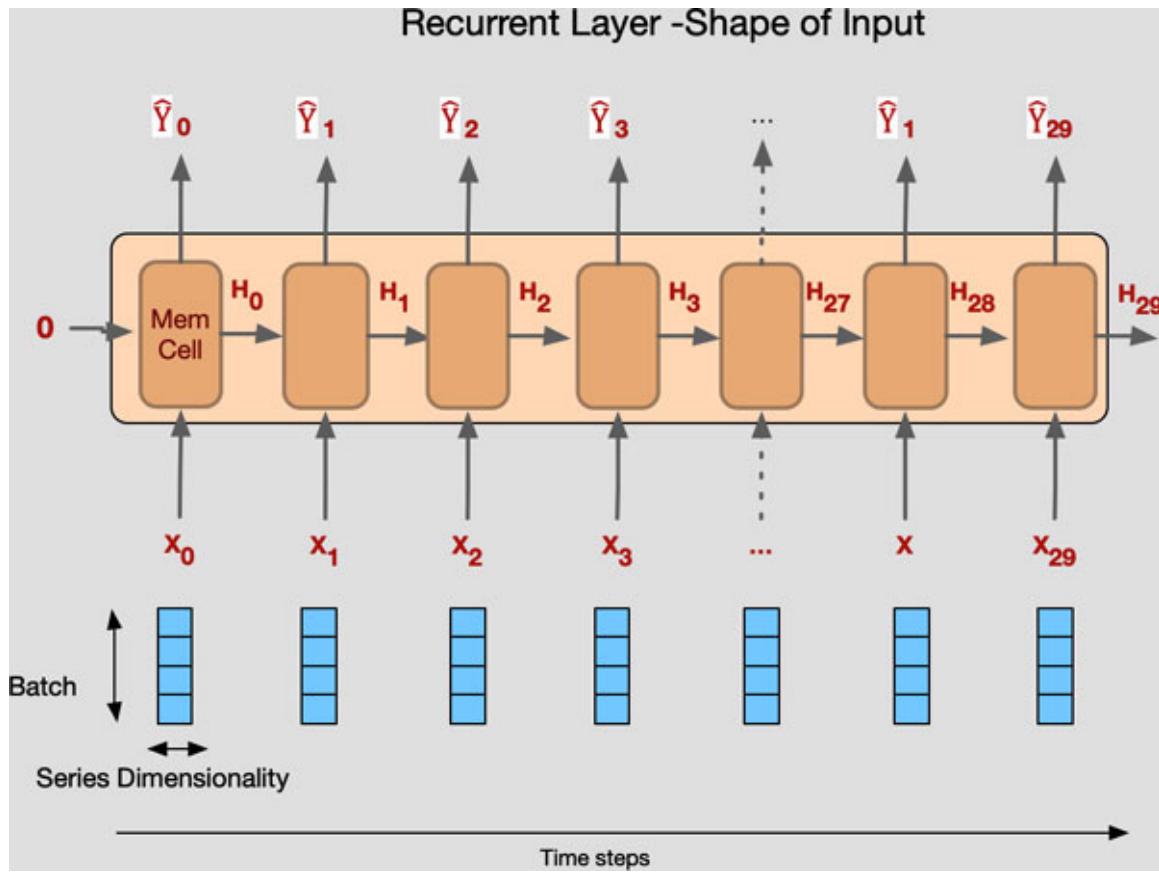 Recurrent Layer -Shape of Input
Ŷ0 Ŷ1 Ŷ2 Ŷ3 ... Ŷ1 Ŷ29
0 Mem Cell H0 H1 H2 H3 H27 H28 H29
X0 X1 X2 X3 ... X X29
Batch
Series Dimensionality
Time steps